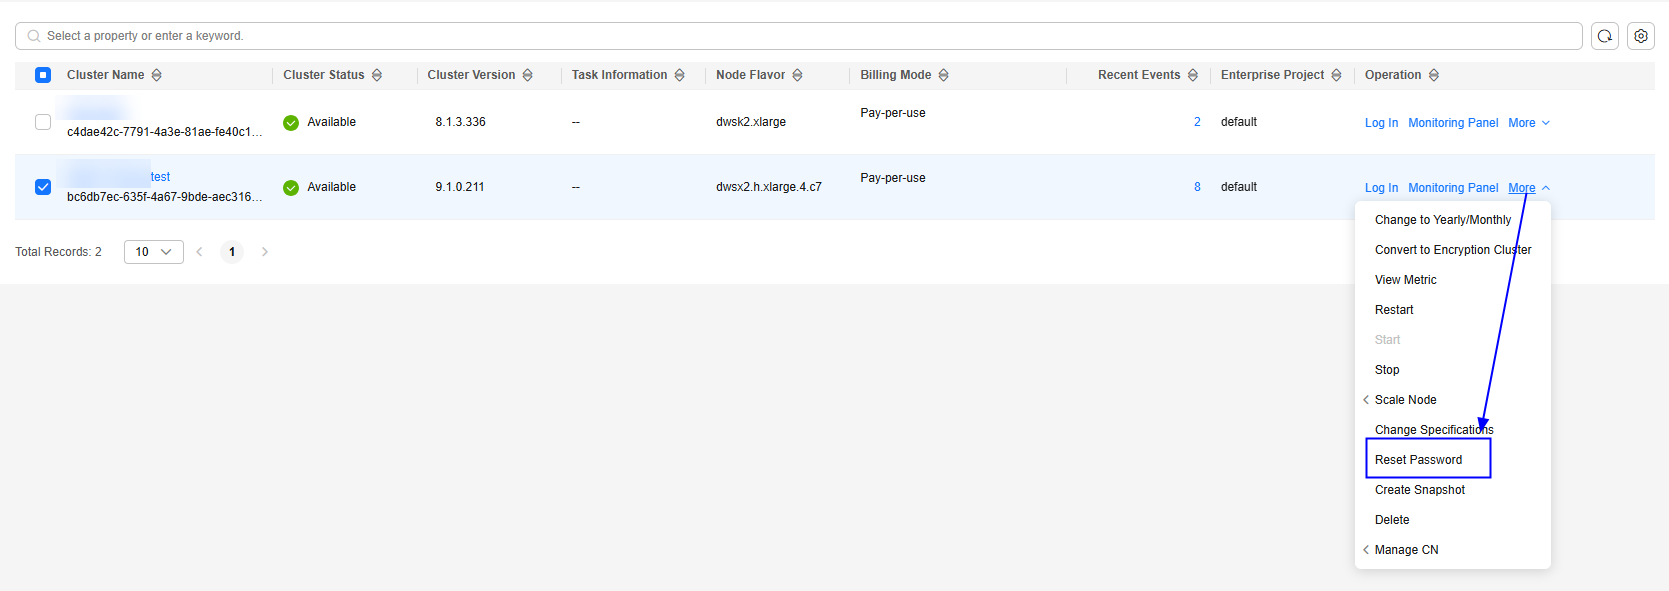 Select a property or enter a keyword.
Cluster Name Cluster Status Cluster Version Task Information Node Flavor Billing Mode Recent Events Enterprise Project Operation
c4dae42c-7791-4a3e-81ae-fe40c1... Available 8.1.3.336 -- dwsk2.xlarge Pay-per-use 2 default Log In Monitoring Panel More
test
bc6db7ec-635f-4a67-9bde-aec316... Available 9.1.0.211 -- dwsx2.h.xlarge.4.c7 Pay-per-use 8 default Log In Monitoring Panel More
Total Records: 2 10 1
Change to Yearly/Monthly
Convert to Encryption Cluster
View Metric
Restart
Start
Stop
Scale Node
Change Specifications
Reset Password
Create Snapshot
Delete
Manage CN